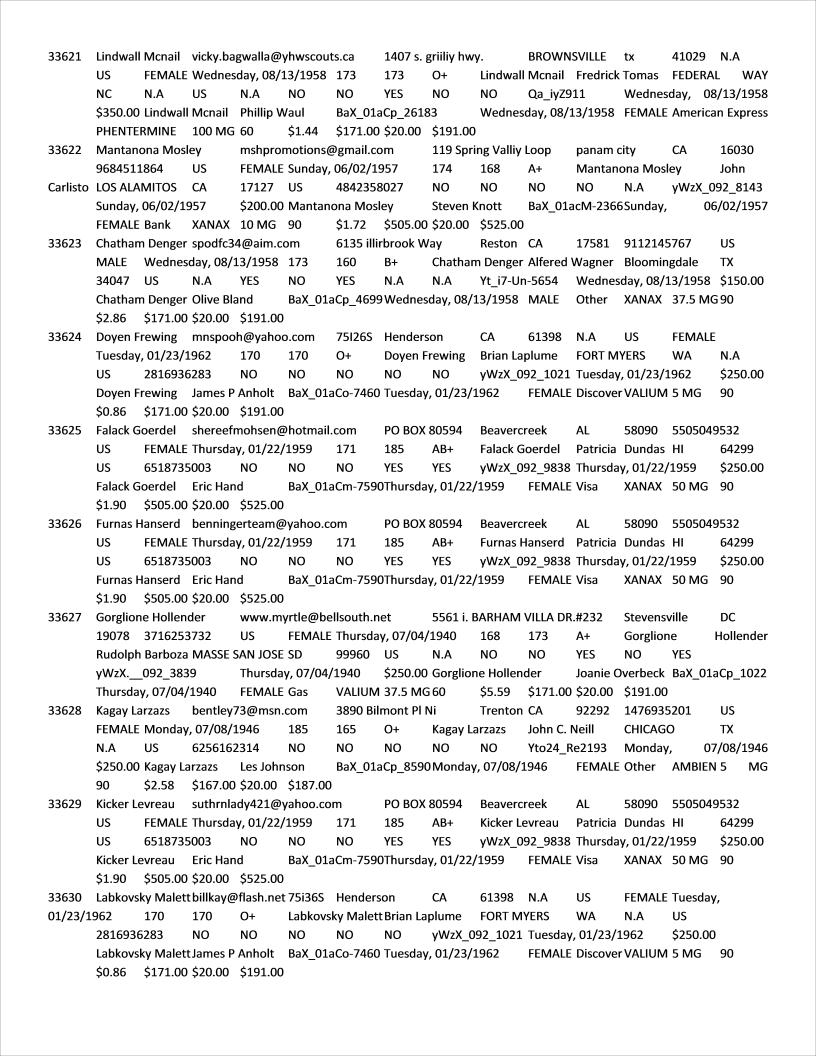 33621 Lindwall Mcnail vicky.bagwalla@yhwscouts.ca 1407 s. griiliy hwy. BROWNSVILLE tx 41029 N.A
US FEMALE Wednesday, 08/13/1958 173 173 O+ Lindwall Mcnail Fredrick Tomas FEDERAL WAY
NC N.A US N.A NO NO YES NO NO Qa_iyZ911 Wednesday, 08/13/1958
$350.00 Lindwall Mcnail Phillip Waul BaX_01aCp_26183 Wednesday, 08/13/1958 FEMALE American Express
PHENTERMINE 100 MG 60 $1.44 $171.00 $20.00 $191.00
33622 Mantanona Mosley mshpromotions@gmail.com 119 Spring Valliy Loop panam city CA 16030
9684511864 US FEMALE Sunday, 06/02/1957 174 168 A+ Mantanona Mosley John
Carlisto LOS ALAMITOS CA 17127 US 4842358027 NO NO NO NO N.A yWzX_092_8143
Sunday, 06/02/1957 $200.00 Mantanona Mosley Steven Knott BaX_01acM-2366Sunday, 06/02/1957
FEMALE Bank XANAX 10 MG 90 $1.72 $505.00 $20.00 $525.00
33623 Chatham Denger spodfc34@aim.com 6135 illirbrook Way Reston CA 17581 9112145767 US
MALE Wednesday, 08/13/1958 173 160 B+ Chatham Denger Alfered Wagner Bloomingdale TX
34047 US N.A YES NO YES N.A N.A Yt_i7-Un-5654 Wednesday, 08/13/1958 $150.00
Chatham Denger Olive Bland BaX_01aCp_4699Wednesday, 08/13/1958 MALE Other XANAX 37.5 MG90
$2.86 $171.00 $20.00 $191.00
33624 Doyen Frewing mnspooh@yahoo.com 75I26S Henderson CA 61398 N.A US FEMALE
Tuesday, 01/23/1962 170 170 O+ Doyen Frewing Brian Laplume FORT MYERS WA N.A
US 2816936283 NO NO NO NO NO yWzX_092_1021 Tuesday, 01/23/1962 $250.00
Doyen Frewing James P Anholt BaX_01aCo-7460 Tuesday, 01/23/1962 FEMALE DiscoverVALIUM 5 MG 90
$0.86 $171.00 $20.00 $191.00
33625 Falack Goerdel shereefmohsen@hotmail.com PO BOX 80594 Beavercreek AL 58090 5505049532
US FEMALE Thursday, 01/22/1959 171 185 AB+ Falack Goerdel Patricia Dundas HI 64299
US 6518735003 NO NO NO YES YES yWzX_092_9838 Thursday, 01/22/1959 $250.00
Falack Goerdel Eric Hand BaX_01aCm-7590Thursday, 01/22/1959 FEMALE Visa XANAX 50 MG 90
$1.90 $505.00 $20.00 $525.00
33626 Furnas Hanserd benningerteam@yahoo.com PO BOX 80594 Beavercreek AL 58090 5505049532
US FEMALE Thursday, 01/22/1959 171 185 AB+ Furnas Hanserd Patricia Dundas HI 64299
US 6518735003 NO NO NO YES YES yWzX_092_9838 Thursday, 01/22/1959 $250.00
Furnas Hanserd Eric Hand BaX_01aCm-7590Thursday, 01/22/1959 FEMALE Visa XANAX 50 MG 90
$1.90 $505.00 $20.00 $525.00
33627 Gorglione Hollender www.myrtle@bellsouth.net 5561 i. BARHAM VILLA DR.#232 Stevensville DC
19078 3716253732 US FEMALE Thursday, 07/04/1940 168 173 A+ Gorglione Hollender
Rudolph Barboza MASSE SAN JOSE SD 99960 US N.A NO NO YES NO YES
yWzX.__092_3839 Thursday, 07/04/1940 $250.00 Gorglione Hollender Joanie Overbeck BaX_01aCp_1022
Thursday, 07/04/1940 FEMALE Gas VALIUM 37.5 MG60 $5.59 $171.00 $20.00 $191.00
33628 Kagay Larzazs bentley73@msn.com 3890 Bilmont Pl Ni Trenton CA 92292 1476935201 US
FEMALE Monday, 07/08/1946 185 165 O+ Kagay Larzazs John C. Neill CHICAGO TX
N.A US 6256162314 NO NO NO NO NO Yto24_Re2193 Monday, 07/08/1946
$250.00 Kagay Larzazs Les Johnson BaX_01aCp_8590Monday, 07/08/1946 FEMALE Other AMBIEN 5 MG
90 $2.58 $167.00 $20.00 $187.00
33629 Kicker Levreau suthrnlady421@yahoo.com PO BOX 80594 Beavercreek AL 58090 5505049532
US FEMALE Thursday, 01/22/1959 171 185 AB+ Kicker Levreau Patricia Dundas HI 64299
US 6518735003 NO NO NO YES YES yWzX_092_9838 Thursday, 01/22/1959 $250.00
Kicker Levreau Eric Hand BaX_01aCm-7590Thursday, 01/22/1959 FEMALE Visa XANAX 50 MG 90
$1.90 $505.00 $20.00 $525.00
33630 Labkovsky Malettbillkay@flash.net 75i36S Henderson CA 61398 N.A US FEMALE Tuesday,
01/23/1962 170 170 O+ Labkovsky MalettBrian Laplume FORT MYERS WA N.A US
2816936283 NO NO NO NO NO yWzX_092_1021 Tuesday, 01/23/1962 $250.00
Labkovsky MalettJames P Anholt BaX_01aCo-7460 Tuesday, 01/23/1962 FEMALE DiscoverVALIUM 5 MG 90
$0.86 $171.00 $20.00 $191.00